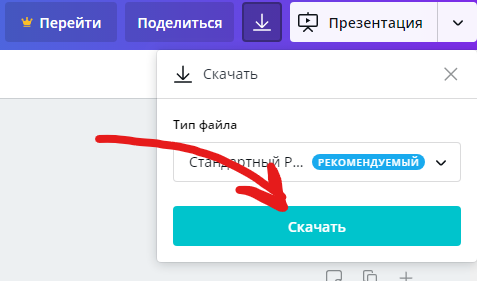 Перейти Поделиться Презентация
Скачать
Тип файла
Стандартный P... РЕКОМЕНДУЕМЫЙ
Скачать